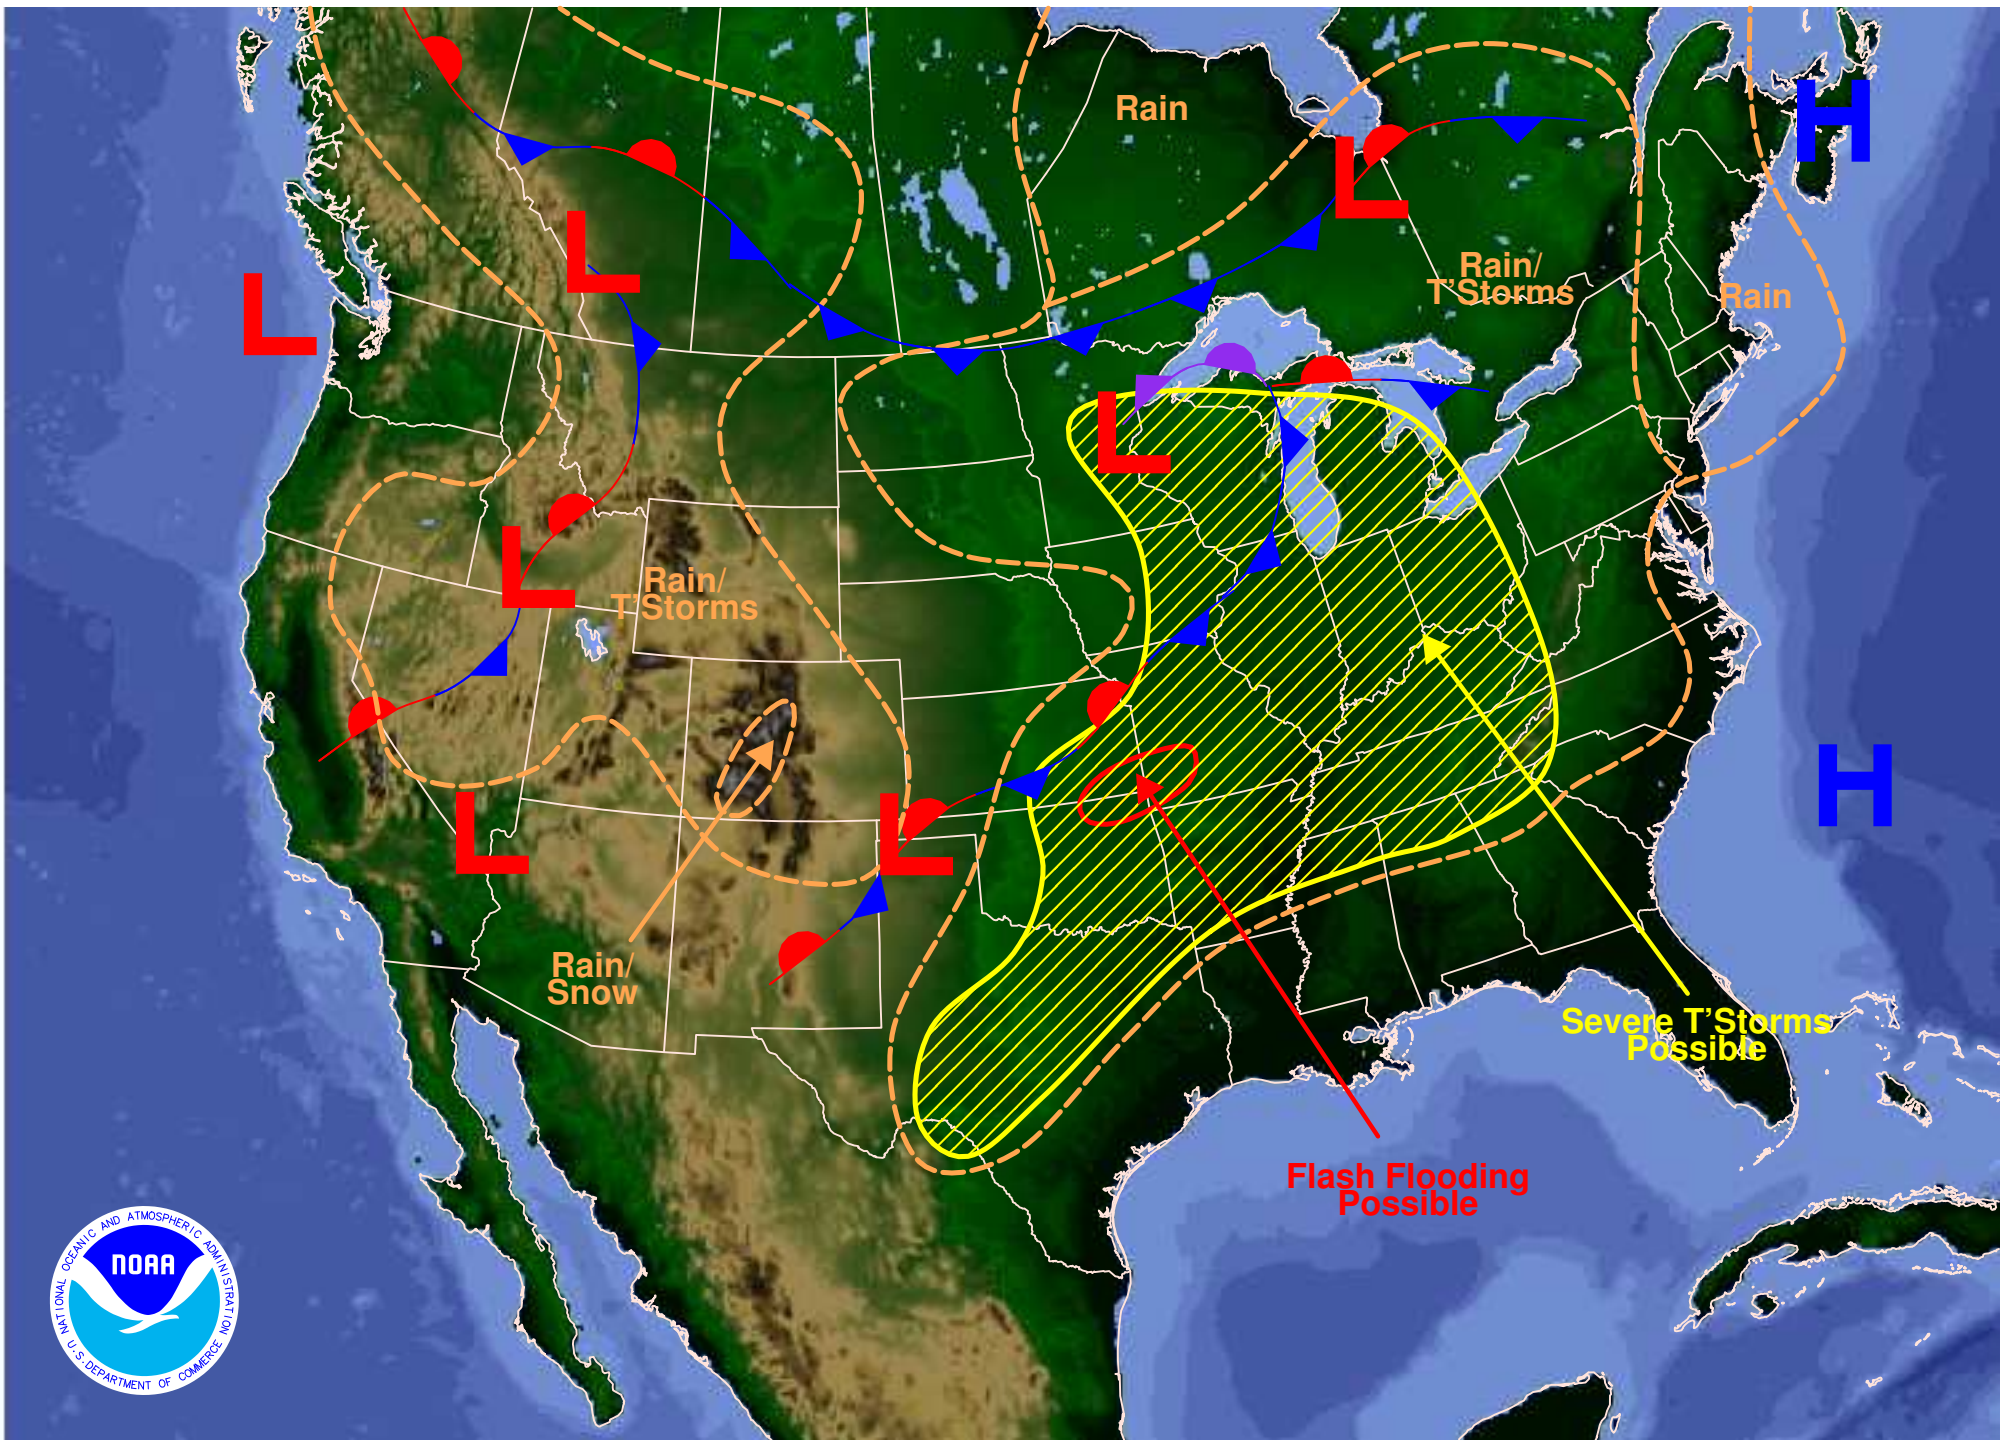 Rain
H
L
L
Rain/
T'Storms
Rain
L
L
L
Rain/
T'Storms
H
L
L
Rain/
Snow
Severe T'Storms
Possible
Flash Flooding
Possible
NATIONAL OCEANIC AND ATMOSPHERIC ADMINISTRATION
NOAA
U.S. DEPARTMENT OF COMMERCE